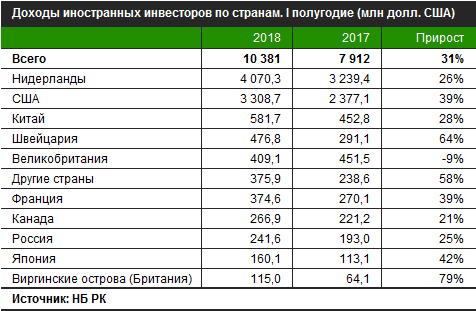 Доходы иностранных инвесторов по странам. I полугодие (млн долл. США)
2018 2017 Прирост
Всего 10 381 7 912 31%
Нидерланды 4 070,3 3 239,4 26%
США 3 308,7 2 377,1 39%
Китай 581,7 452,8 28%
Швейцария 476,8 291,1 64%
Великобритания 409,1 451,5 -9%
Другие страны 375,9 238,6 58%
Франция 374,6 270,1 39%
Канада 266,9 221,2 21%
Россия 241,6 193,0 25%
Япония 160,1 113,1 42%
Виргинские острова (Британия) 115,0 64,1 79%
Источник: НБ РК